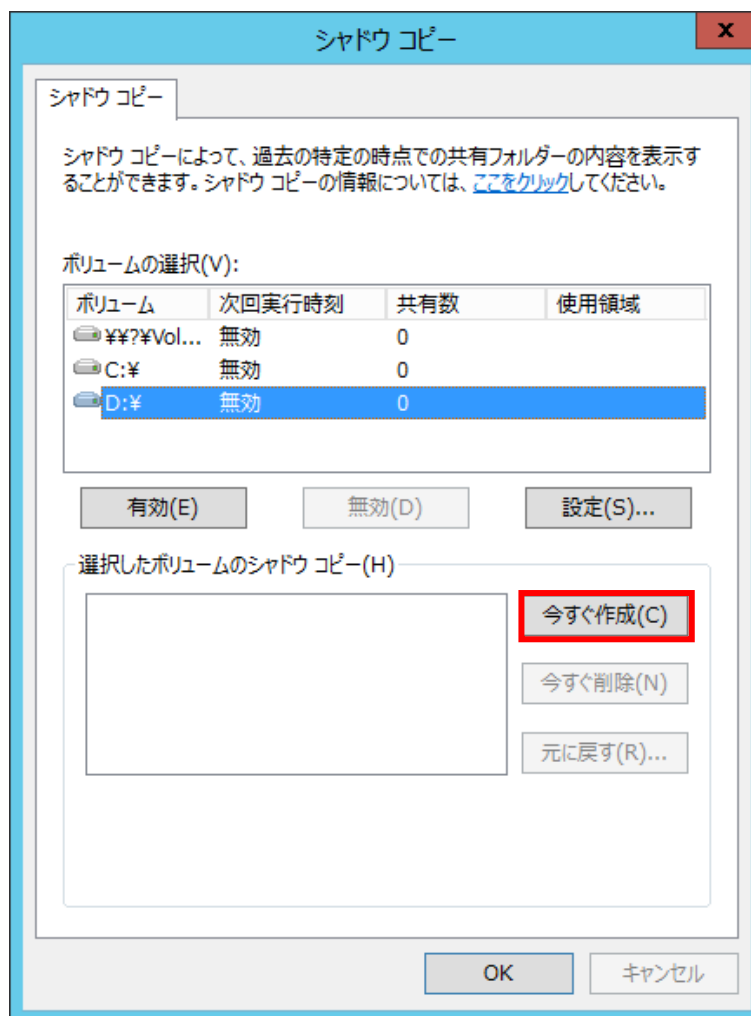 シャドウ コピー
x
シャドウ コピー
シャドウ コピーによって、過去の特定の時点での共有フォルダーの内容を表示す
ることができます。シャドウ コピーの情報については、ここをクリックしてください。
ボリュームの選択(V):
ボリューム 次回実行時刻 共有数 使用領域
¥¥?¥Vol... 無効 0
C:¥ 無効 0
D:¥ 無効 0
有効(E) 無効(D) 設定(S)...
選択したボリュームのシャドウ コピー(H)
今すぐ作成(C)
今すぐ削除(N)
元に戻す(R)...
OK キャンセル